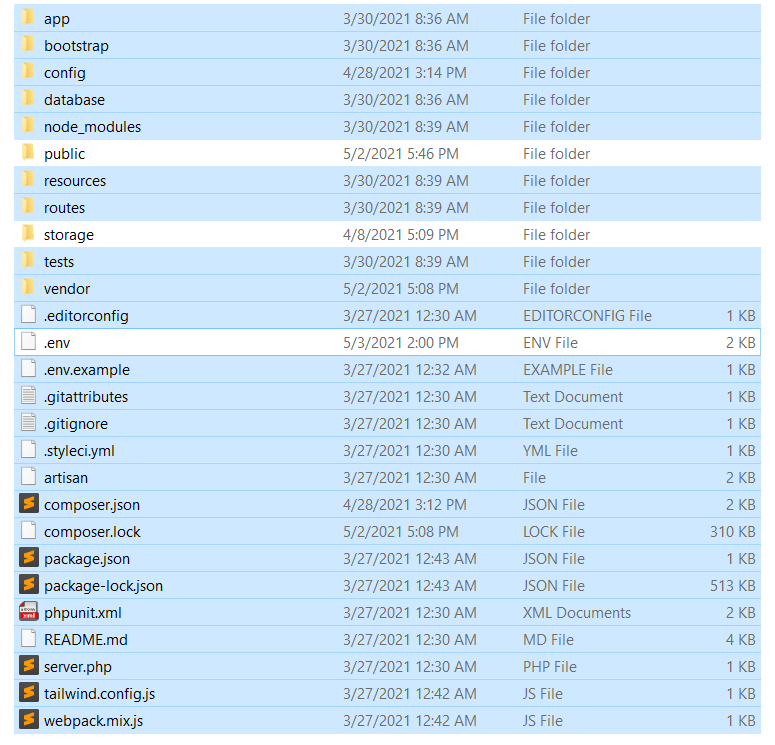 app 3/30/2021 8:36 AM File folder
bootstrap 3/30/2021 8:36 AM File folder
config 4/28/2021 3:14 PM File folder
database 3/30/2021 8:36 AM File folder
node_modules 3/30/2021 8:39 AM File folder
public 5/2/2021 5:46 PM File folder
resources 3/30/2021 8:39 AM File folder
routes 3/30/2021 8:39 AM File folder
storage 4/8/2021 5:09 PM File folder
tests 3/30/2021 8:39 AM File folder
vendor 5/2/2021 5:08 PM File folder
.editorconfig 3/27/2021 12:30 AM EDITORCONFIG File 1 KB
.env 5/3/2021 2:00 PM ENV File 2 KB
.env.example 3/27/2021 12:32 AM EXAMPLE File 1 KB
.gitattributes 3/27/2021 12:30 AM Text Document 1 KB
.gitignore 3/27/2021 12:30 AM Text Document 1 KB
.styleci.yml 3/27/2021 12:30 AM YML File 1 KB
artisan 3/27/2021 12:30 AM File 2 KB
composer.json 4/28/2021 3:12 PM JSON File 2 KB
composer.lock 5/2/2021 5:08 PM LOCK File 310 KB
package.json 3/27/2021 12:43 AM JSON File 1 KB
package-lock.json 3/27/2021 12:43 AM JSON File 513 KB
phpunit.xml 3/27/2021 12:30 AM XML Documents 2 KB
README.md 3/27/2021 12:30 AM MD File 4 KB
server.php 3/27/2021 12:30 AM PHP File 1 KB
tailwind.config.js 3/27/2021 12:42 AM JS File 1 KB
webpack.mix.js 3/27/2021 12:42 AM JS File 1 KB